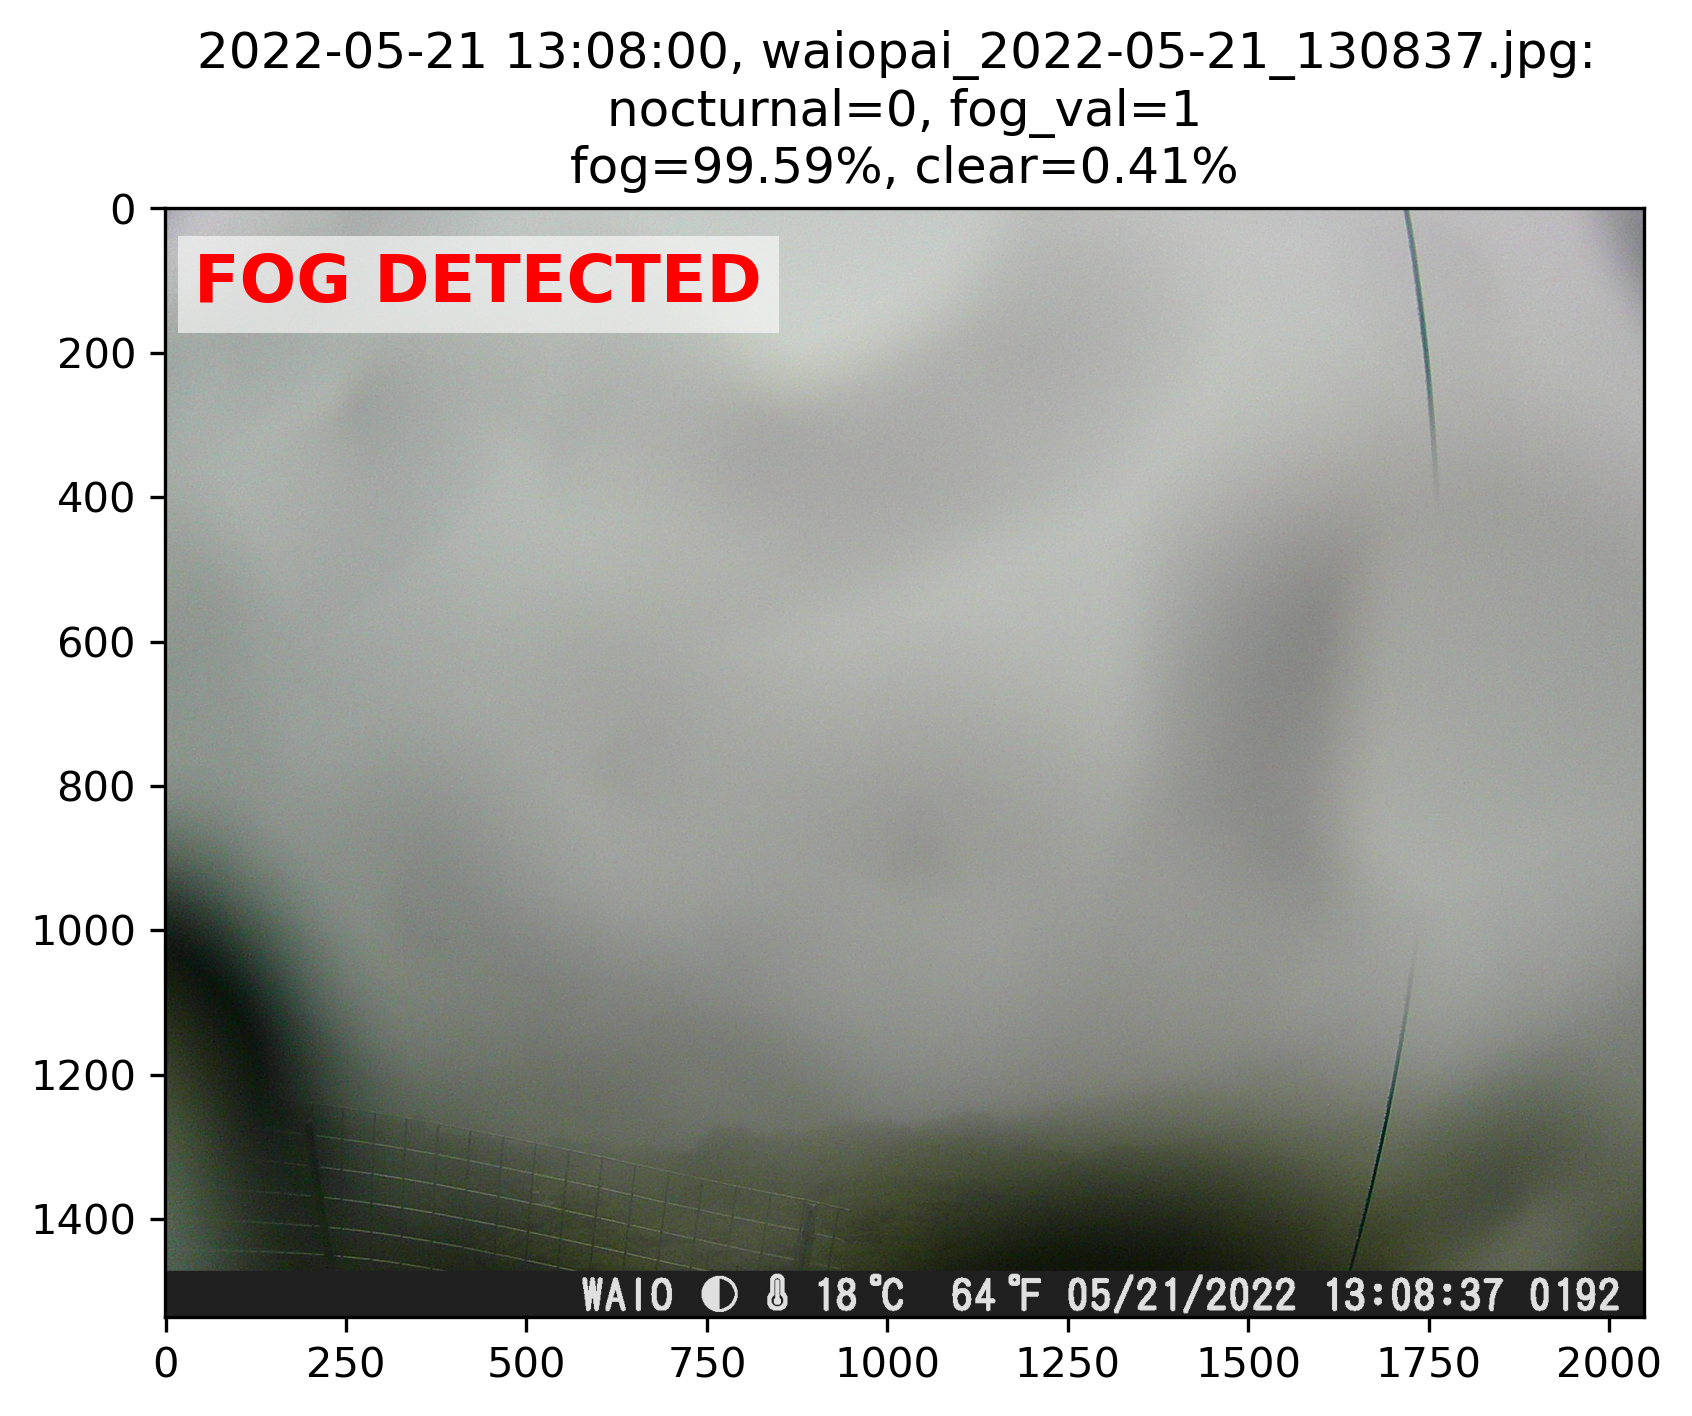 2022-05-21 13:08:00, waiopai_2022-05-21_130837.jpg:
nocturnal=0, fog_val=1
fog=99.59%, clear=0.41%
FOG DETECTED
0
200
400
600
800
1000
1200
1400
WAIO 18°C 64°F 05/21/2022 13:08:37 0192
0 250 500 750 1000 1250 1500 1750 2000